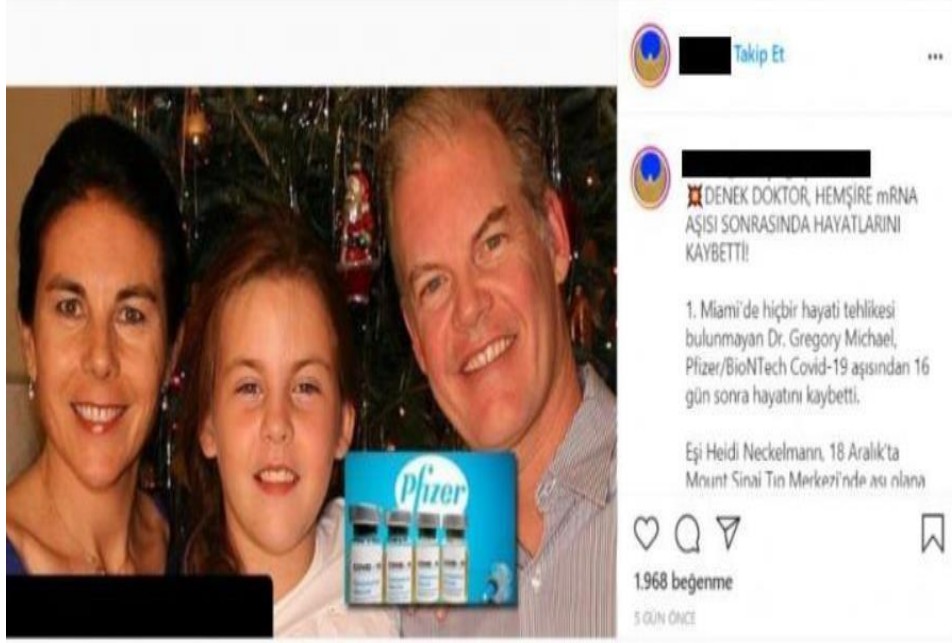 Takip Et
DENEK DOKTOR, HEMŞİRE mRNA
AŞISI SONRASINDA HAYATLARINI
KAYBETTİ!
1. Miami'de hiçbir hayati tehlikesi
bulunmayan Dr. Gregory Michael,
Pfizer/BioNTech Covid-19 aşısından 16
gün sonra hayatını kaybetti.
Eşi Heidi Neckelmann, 18 Aralık'ta
Mount Sinai Tıp Merkezi'nde aşı olana
Pfizer
1.968 beğenme
5 GÜN ÖNCE